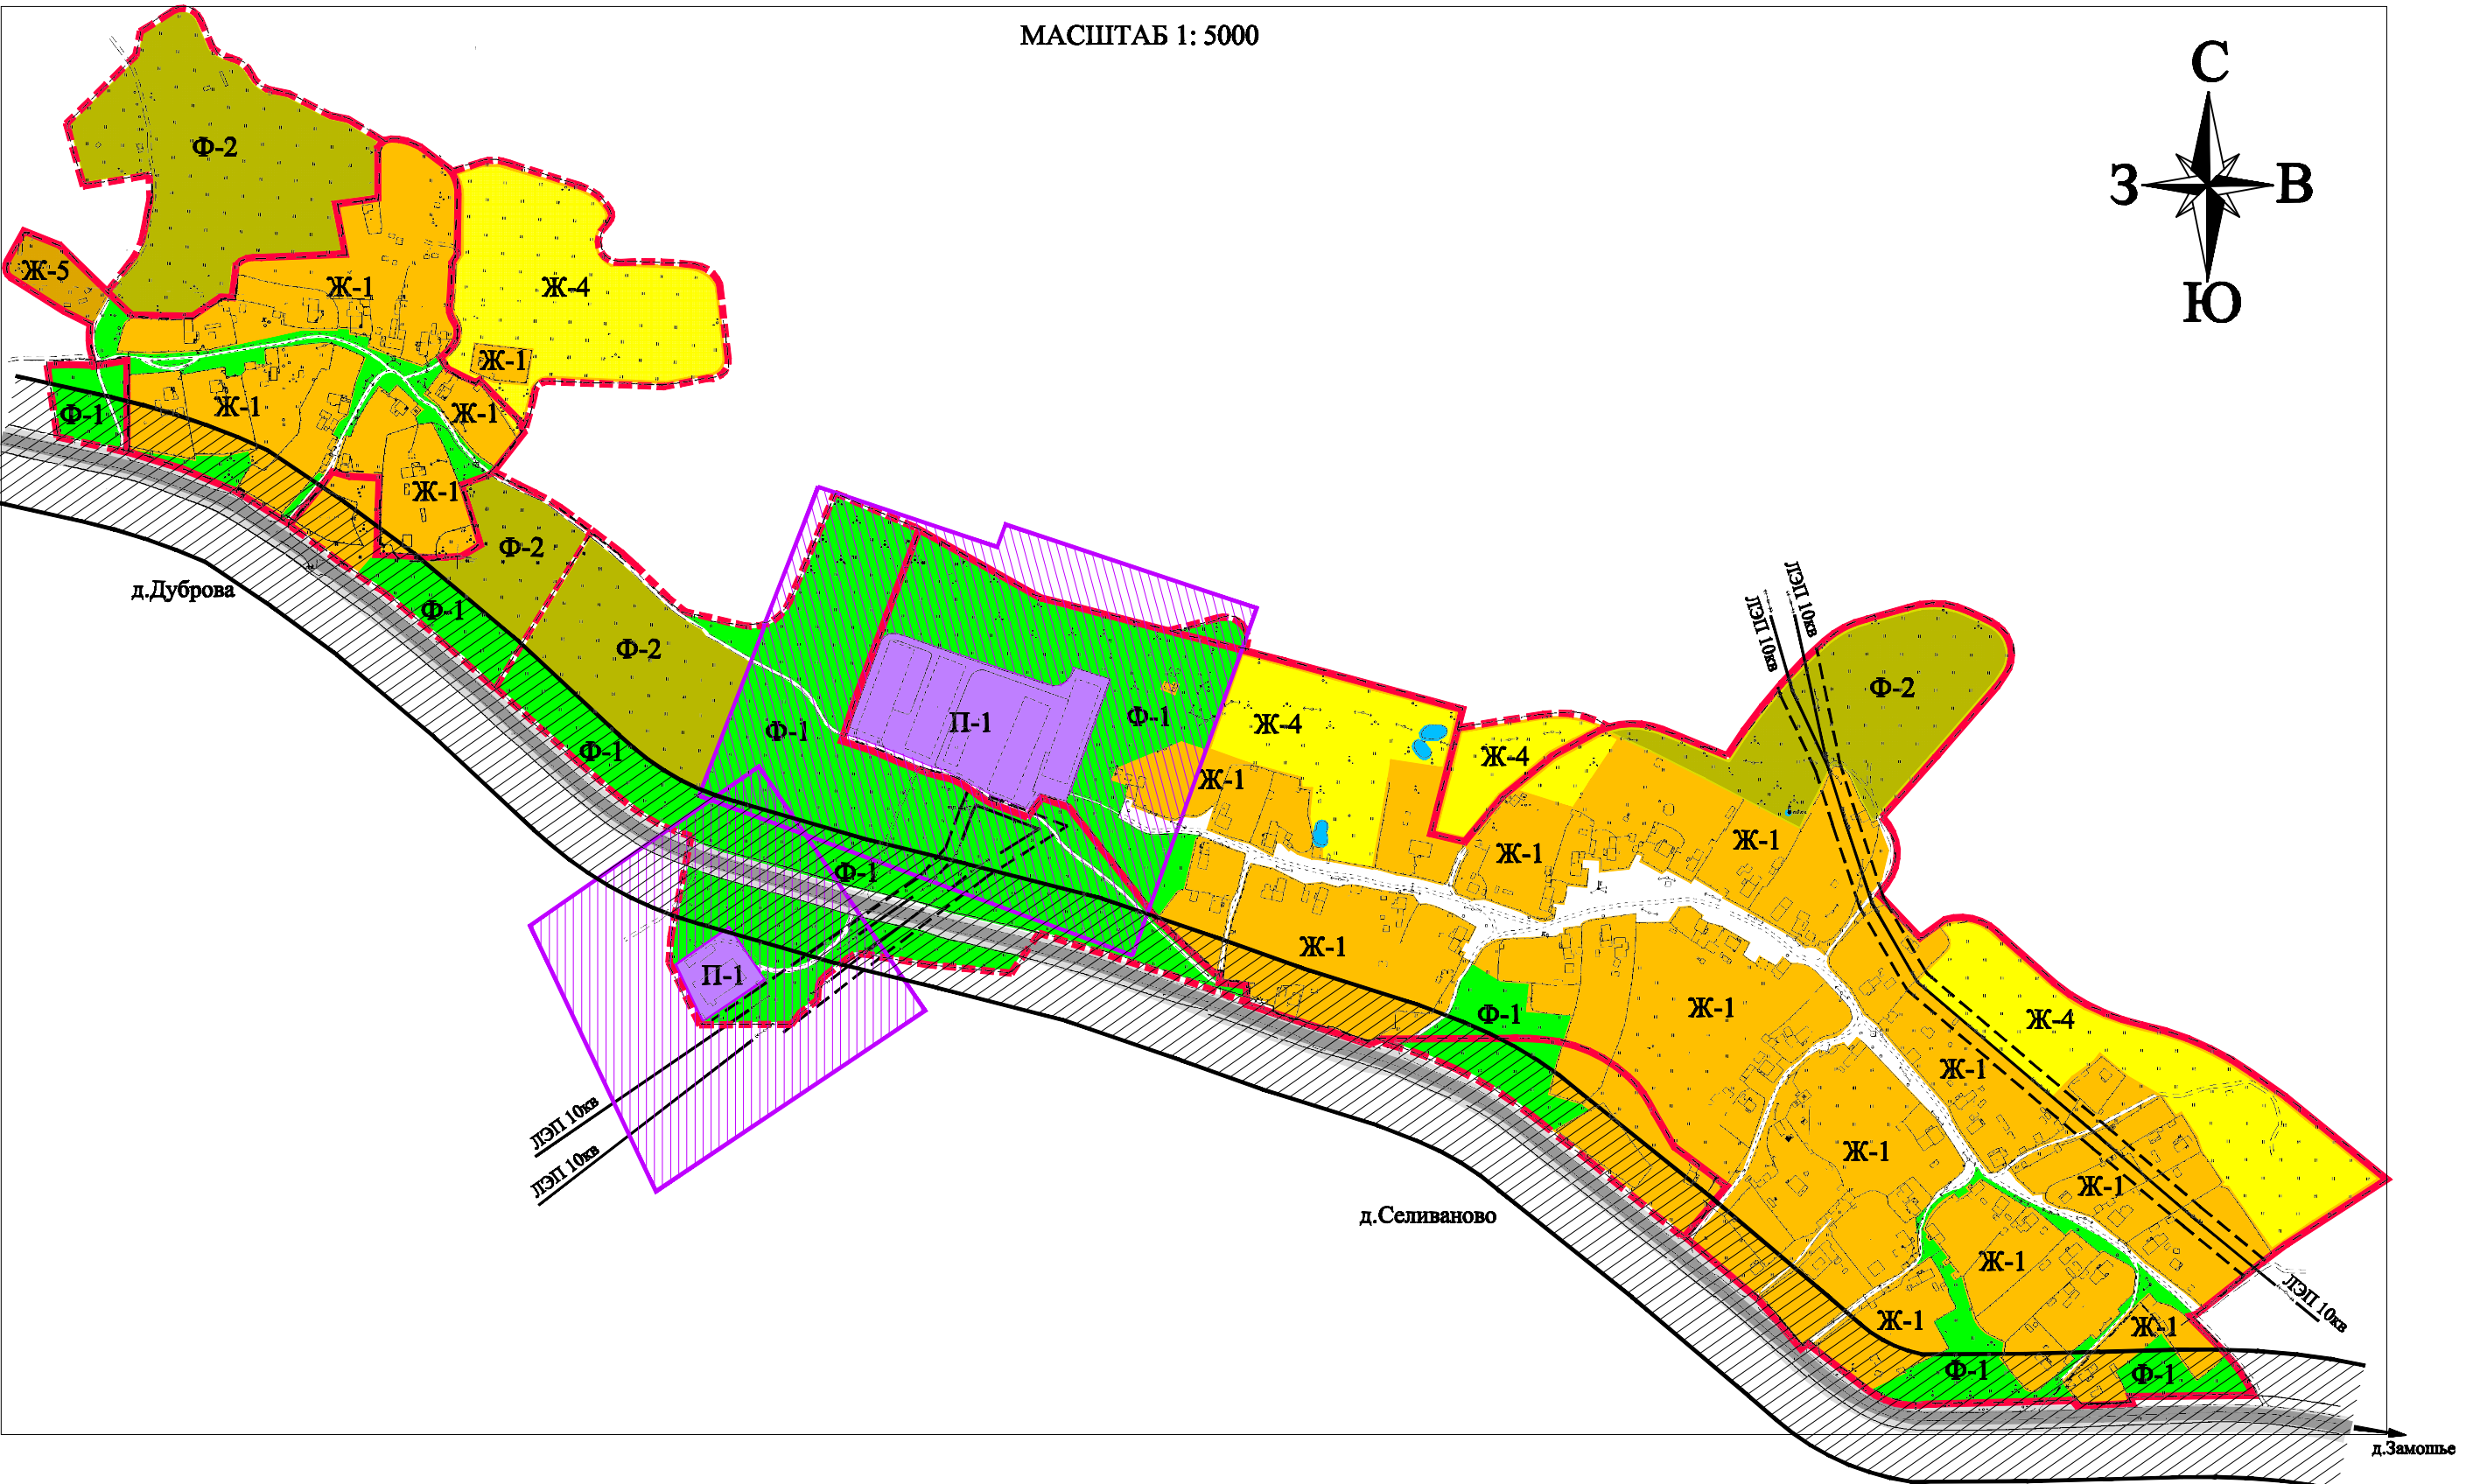 МАСШТАБ 1: 5000
С
З
В
Ю
Ф-2
Ж-5
Ж-1
Ж-4
Ж-1
Ф-1
Ж-1
Ж-1
Ж-1
Ф-2
д.Дуброва
Ф-1
Ф-2
Ф-1
Ф-1
П-1
Ф-1
Ж-4
Ж-1
Ж-4
ЛЭП 10кв
ЛЭП 10кв
Ф-2
Ж-1
Ж-1
Ф-1
Ж-1
П-1
Ф-1
Ж-1
Ж-4
Ж-1
ЛЭП 10кв
ЛЭП 10кв
Ж-1
Ж-1
д.Селиваново
Ж-1
Ж-1
Ж-1
ЛЭП 10кв
Ф-1
Ф-1
д.Замошье